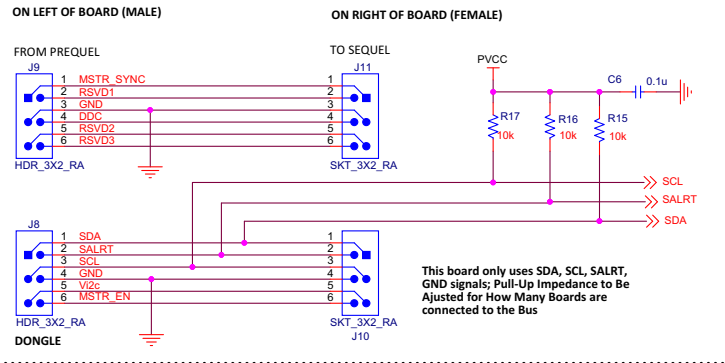 ON LEFT OF BOARD (MALE)
ON RIGHT OF BOARD (FEMALE)
FROM PREQUEL
TO SEQUEL
J9
J11
1 MSTR_SYNC 1
2 RSVD1 2
3 GND 3
4 DDC 4
5 RSVD2 5
6 RSVD3 6
HDR_3X2_RA
SKT_3X2_RA
PVCC
C6
0.1u
R17
10k
R16
10k
R15
10k
SCL
SALRT
SDA
J8
1 SDA 1
2 SALRT 2
3 SCL 3
4 GND 4
5 Vi2c 5
6 MSTR_EN 6
HDR_3X2_RA
SKT_3X2_RA
DONGLE
J10
This board only uses SDA, SCL, SALRT,
GND signals; Pull-Up Impedance to Be
Ajusted for How Many Boards are
connected to the Bus